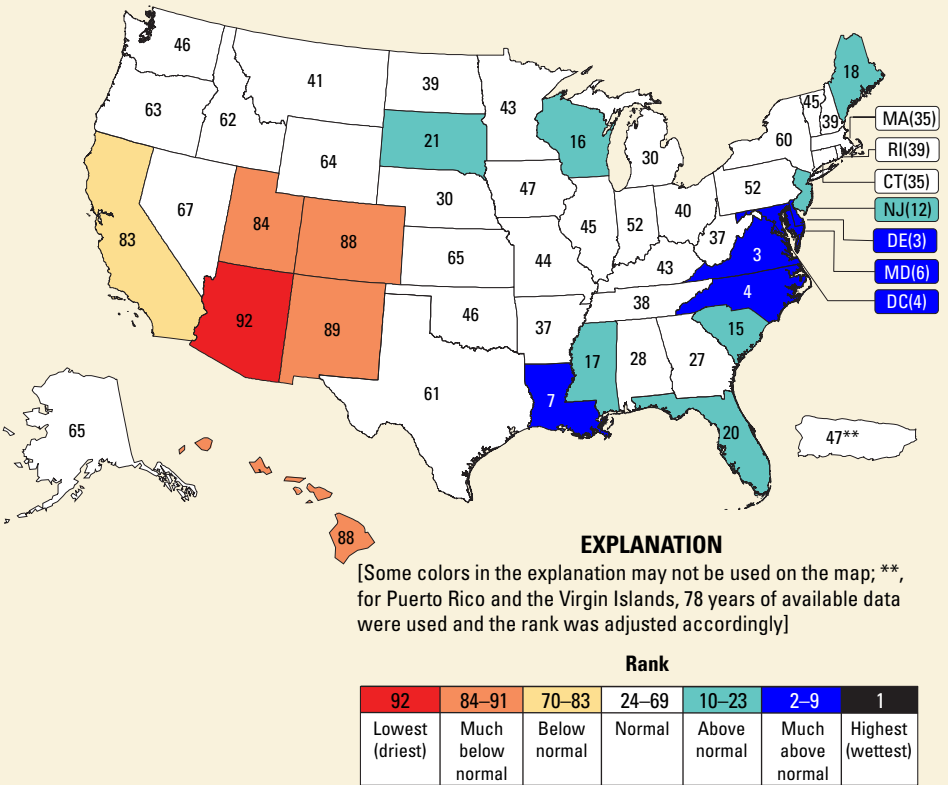 46
41
39
43
18
63
62
45
39
MA(35)
64
21
16
30
60
RI(39)
CT(35)
67
30
47
52
NJ(12)
83
84
88
65
45
52
40
37
3
DE(3)
44
43
MD(6)
92
89
46
37
38
4
DC(4)
61
7
17
28
27
15
20
65
47**
88
EXPLANATION
[Some colors in the explanation may not be used on the map; **,
for Puerto Rico and the Virgin Islands, 78 years of available data
were used and the rank was adjusted accordingly]
Rank
92 84–91 70–83 24–69 10–23 2–9 1
Lowest Much Below Normal Above Much Highest
(driest) below normal normal above (wettest)
normal normal